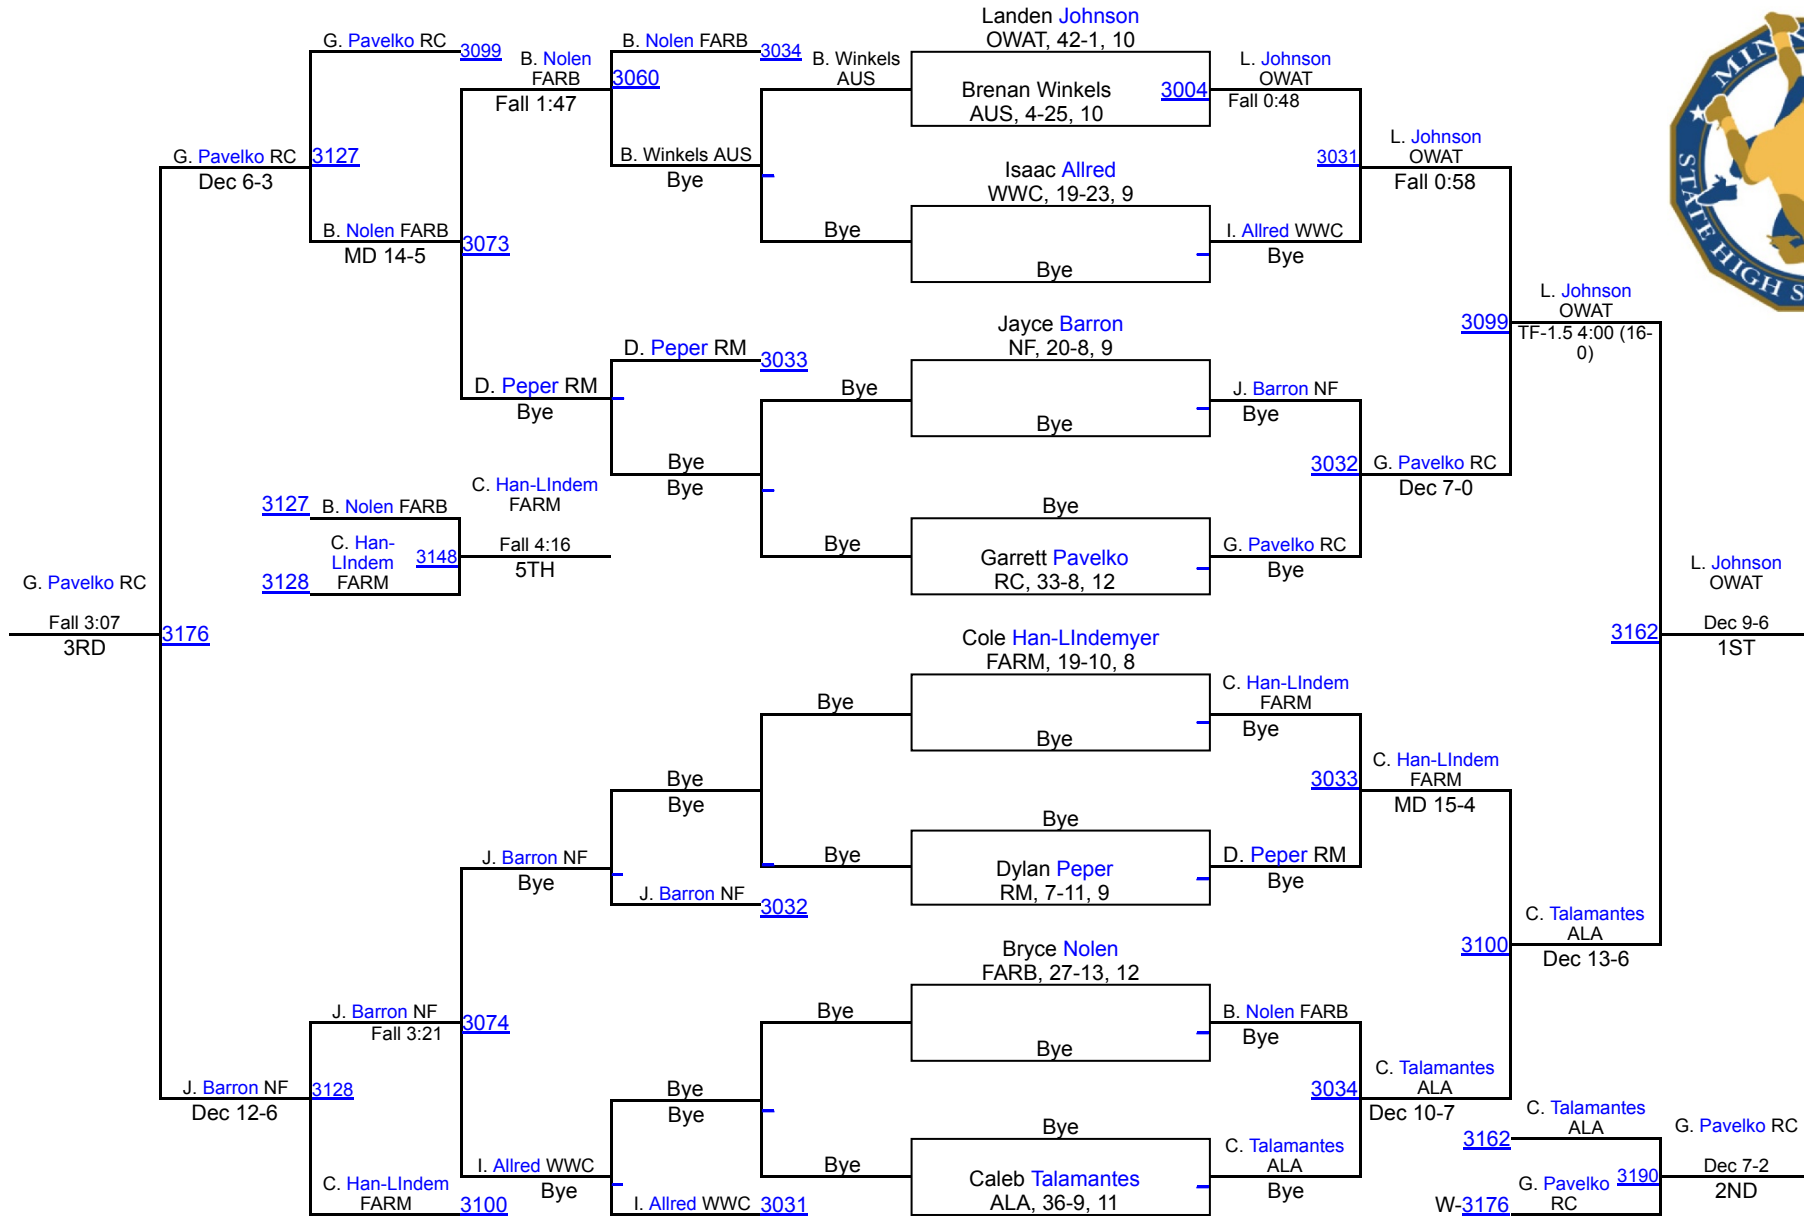 G. Pavelko RC
3099
B. Nolen
FARB
Fall 1:47
3060
B. Nolen FARB
3034
B. Winkels
AUS
Landen Johnson
OWAT, 42-1, 10
Brenan Winkels
AUS, 4-25, 10
3004
L. Johnson
OWAT
Fall 0:48
G. Pavelko RC
Dec 6-3
3127
B. Winkels AUS
Bye
Isaac Allred
WWC, 19-23, 9
Bye
Bye
I. Allred WWC
Bye
3031
L. Johnson
OWAT
Fall 0:58
B. Nolen FARB
MD 14-5
3073
MIN
STATE HIGH S
L. Johnson
OWAT
TF-1.5 4:00 (16-
0)
3099
D. Peper RM
3033
D. Peper RM
Bye
Jayce Barron
NF, 20-8, 9
Bye
Bye
J. Barron NF
Bye
Bye
Bye
3032
G. Pavelko RC
Dec 7-0
Bye
Bye
Garrett Pavelko
RC, 33-8, 12
G. Pavelko RC
Bye
3127
B. Nolen FARB
C. Han-LIndem
FARM
C. Han-
LIndem
FARM
3148
3128
Fall 4:16
5TH
G. Pavelko RC
Fall 3:07
3RD
3176
L. Johnson
OWAT
Dec 9-6
1ST
3162
Cole Han-LIndemyer
FARM, 19-10, 8
Bye
Bye
C. Han-LIndem
FARM
Bye
Bye
Bye
3033
C. Han-LIndem
FARM
MD 15-4
Bye
Bye
Dylan Peper
RM, 7-11, 9
D. Peper RM
Bye
J. Barron NF
Bye
J. Barron NF
3032
C. Talamantes
ALA
Dec 13-6
3100
Bryce Nolen
FARB, 27-13, 12
Bye
Bye
B. Nolen FARB
Bye
J. Barron NF
Fall 3:21
3074
J. Barron NF
Dec 12-6
3128
Bye
Bye
3034
C. Talamantes
ALA
Dec 10-7
Bye
Bye
Caleb Talamantes
ALA, 36-9, 11
C. Talamantes
ALA
Bye
I. Allred WWC
Bye
I. Allred WWC
3031
C. Han-LIndem
FARM
3100
C. Talamantes
ALA
3162
G. Pavelko RC
G. Pavelko
RC
3190
W-3176
Dec 7-2
2ND